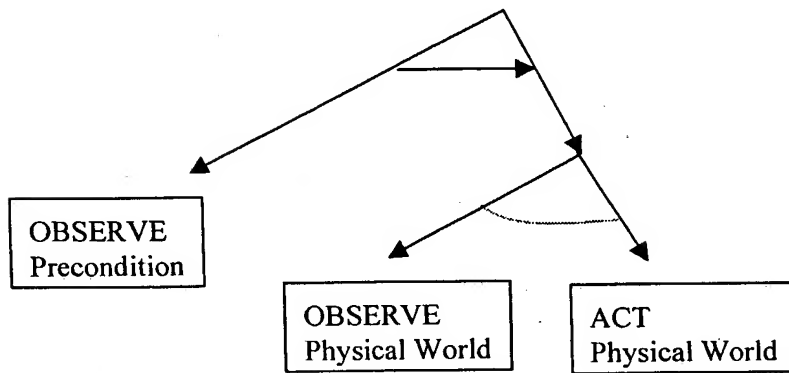 OBSERVE
Precondition
OBSERVE
Physical World
ACT
Physical World